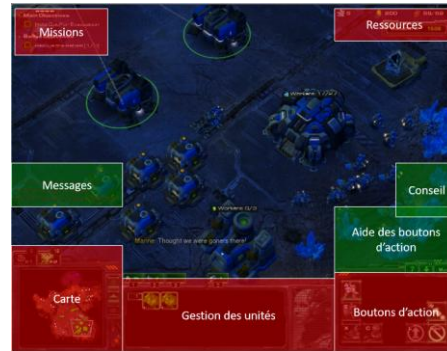 Missions
Ressources
Messages
Conseil
Aide des boutons
d'action
Marine: Thought we were goners there!
Carte
Gestion des unités
Boutons d'action